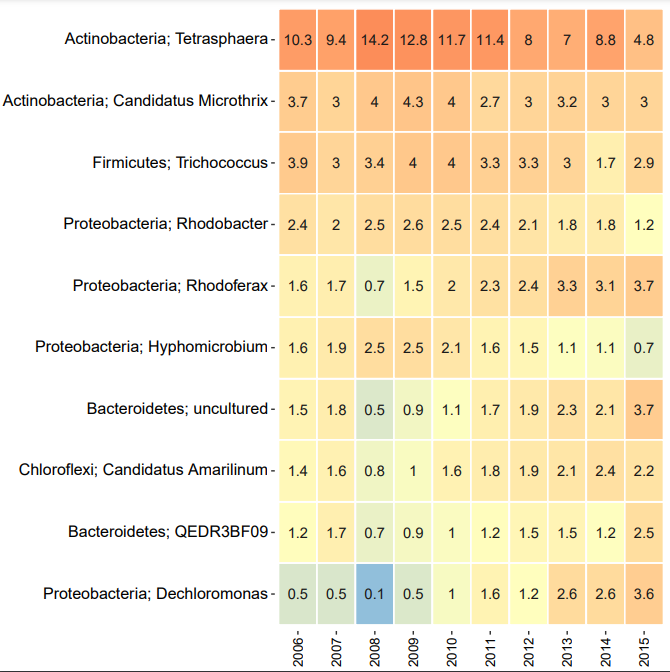 Actinobacteria; Tetrasphaera - 10.3 9.4 14.2 12.8 11.7 11.4 8 7 8.8 4.8
Actinobacteria; Candidatus Microthrix - 3.7 3 4 4.3 4 2.7 3 3.2 3 3
Firmicutes; Trichococcus - 3.9 3 3.4 4 4 3.3 3.3 3 1.7 2.9
Proteobacteria; Rhodobacter - 2.4 2 2.5 2.6 2.5 2.4 2.1 1.8 1.8 1.2
Proteobacteria; Rhodoferax - 1.6 1.7 0.7 1.5 2 2.3 2.4 3.3 3.1 3.7
Proteobacteria; Hyphomicrobium - 1.6 1.9 2.5 2.5 2.1 1.6 1.5 1.1 1.1 0.7
Bacteroidetes; uncultured - 1.5 1.8 0.5 0.9 1.1 1.7 1.9 2.3 2.1 3.7
Chloroflexi; Candidatus Amarilinum - 1.4 1.6 0.8 1 1.6 1.8 1.9 2.1 2.4 2.2
Bacteroidetes; QEDR3BF09 - 1.2 1.7 0.7 0.9 1 1.2 1.5 1.5 1.2 2.5
Proteobacteria; Dechloromonas - 0.5 0.5 0.1 0.5 1 1.6 1.2 2.6 2.6 3.6
2006 - 2007 - 2008 - 2009 - 2010 - 2011 - 2012 - 2013 - 2014 - 2015 -